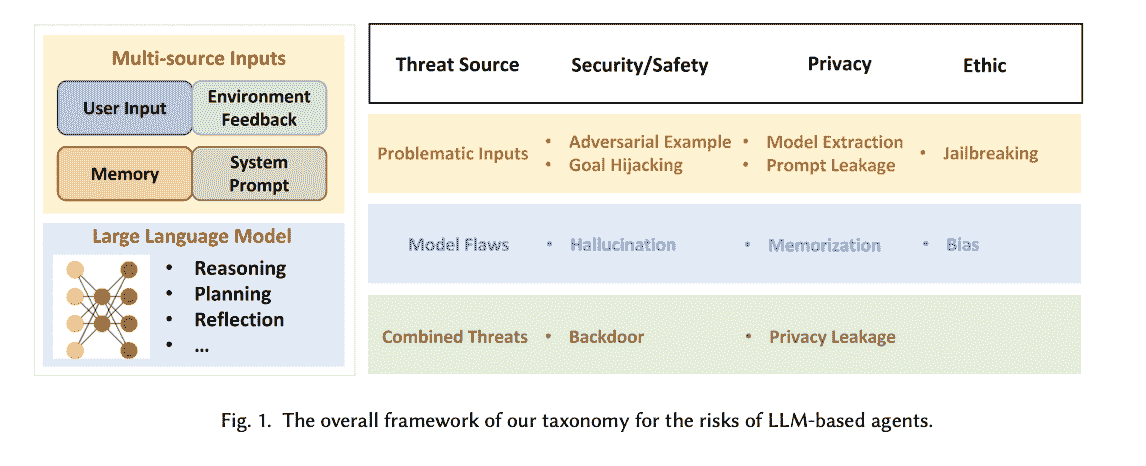 Multi-source Inputs
User Input
Environment
Feedback
Memory
System
Prompt
Large Language Model
• Reasoning
• Planning
• Reflection
• ...
Threat Source Security/Safety Privacy Ethic
Problematic Inputs • Adversarial Example • Model Extraction • Jailbreaking
• Goal Hijacking • Prompt Leakage
Model Flaws • Hallucination • Memorization • Bias
Combined Threats • Backdoor • Privacy Leakage
Fig. 1. The overall framework of our taxonomy for the risks of LLM-based agents.